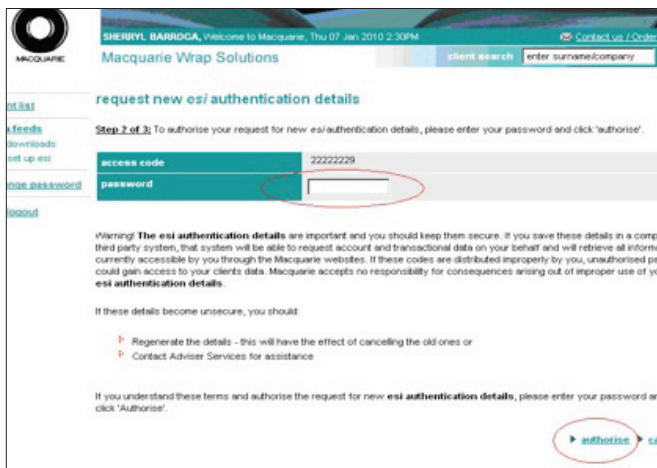 MACQUARIE
SHERRYL BARROGA, Welcome to Macquarie, Thu 07 Jan 2010 2:30PM
Contact us / Order
Macquarie Wrap Solutions
client search
enter surname/company
nt list
feeds
downloads
set up esi
nge password
logout
request new esi authentication details
Step 2 of 3: To authorise your request for new esi authentication details, please enter your password and click 'authorise'.
access code 22222229
password
Warning! The esi authentication details are important and you should keep them secure. If you save these details in a comp
third party system, that system will be able to request account and transactional data on your behalf and will retrieve all inform
currently accessible by you through the Macquarie websites. If these codes are distributed improperly by you, unauthorised pa
could gain access to your clients data. Macquarie accepts no responsibility for consequences arising out of improper use of yo
esi authentication details.
If these details become unsecure, you should:
Regenerate the details - this will have the effect of cancelling the old ones or
Contact Adviser Services for assistance
If you understand these terms and authorise the request for new esi authentication details, please enter your password an
click 'Authorise'.
authorise
ca